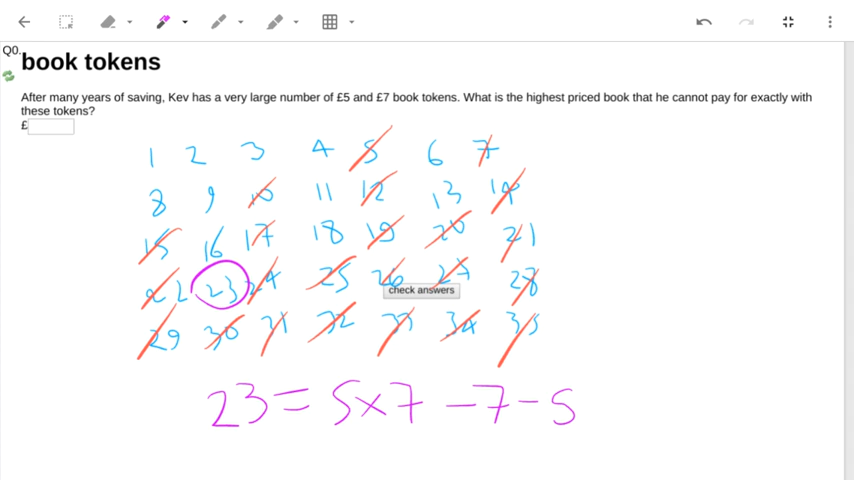 Q0.
book tokens
After many years of saving, Kev has a very large number of £5 and £7 book tokens. What is the highest priced book that he cannot pay for exactly with
these tokens?
£
1 2 3 4 5 6 7
8 9 10 11 12 13 14
15 16 17 18 19 20 21
22 23 24 25 26 27 28
check answers
29 30 31 32 33 34 35
23 = 5 × 7 - 7 - 5